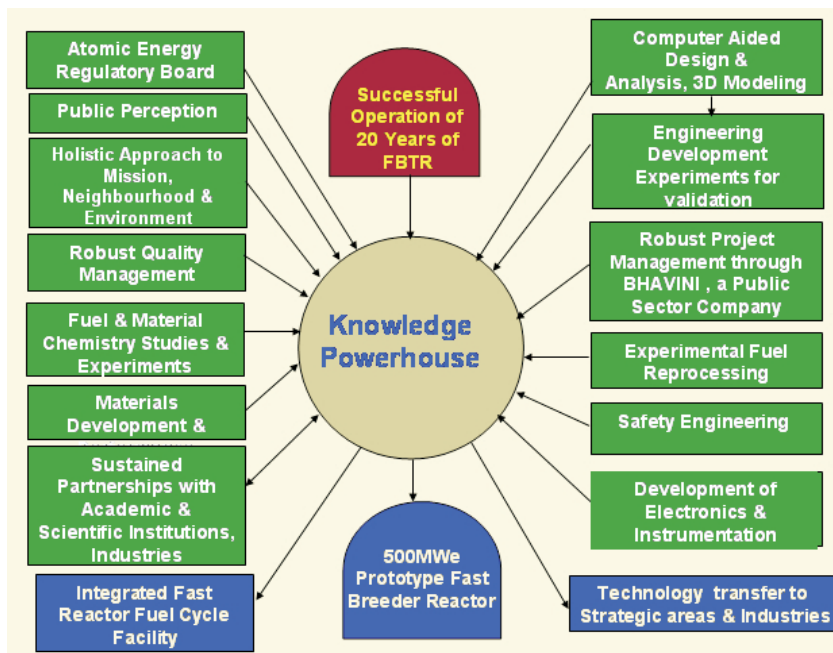 Atomic Energy
Regulatory Board
Public Perception
Holistic Approach to
Mission,
Neighbourhood &
Environment
Robust Quality
Management
Fuel & Material
Chemistry Studies &
Experiments
Materials
Development &
Sustained
Partnerships with
Academic &
Scientific Institutions,
Industries
Integrated Fast
Reactor Fuel Cycle
Facility
Successful
Operation of
20 Years of
FBTR
Knowledge
Powerhouse
500MWe
Prototype Fast
Breeder Reactor
Computer Aided
Design &
Analysis, 3D Modeling
Engineering
Development
Experiments for
validation
Robust Project
Management through
BHAVINI , a Public
Sector Company
Experimental Fuel
Reprocessing
Safety Engineering
Development of
Electronics &
Instrumentation
Technology transfer to
Strategic areas & Industries